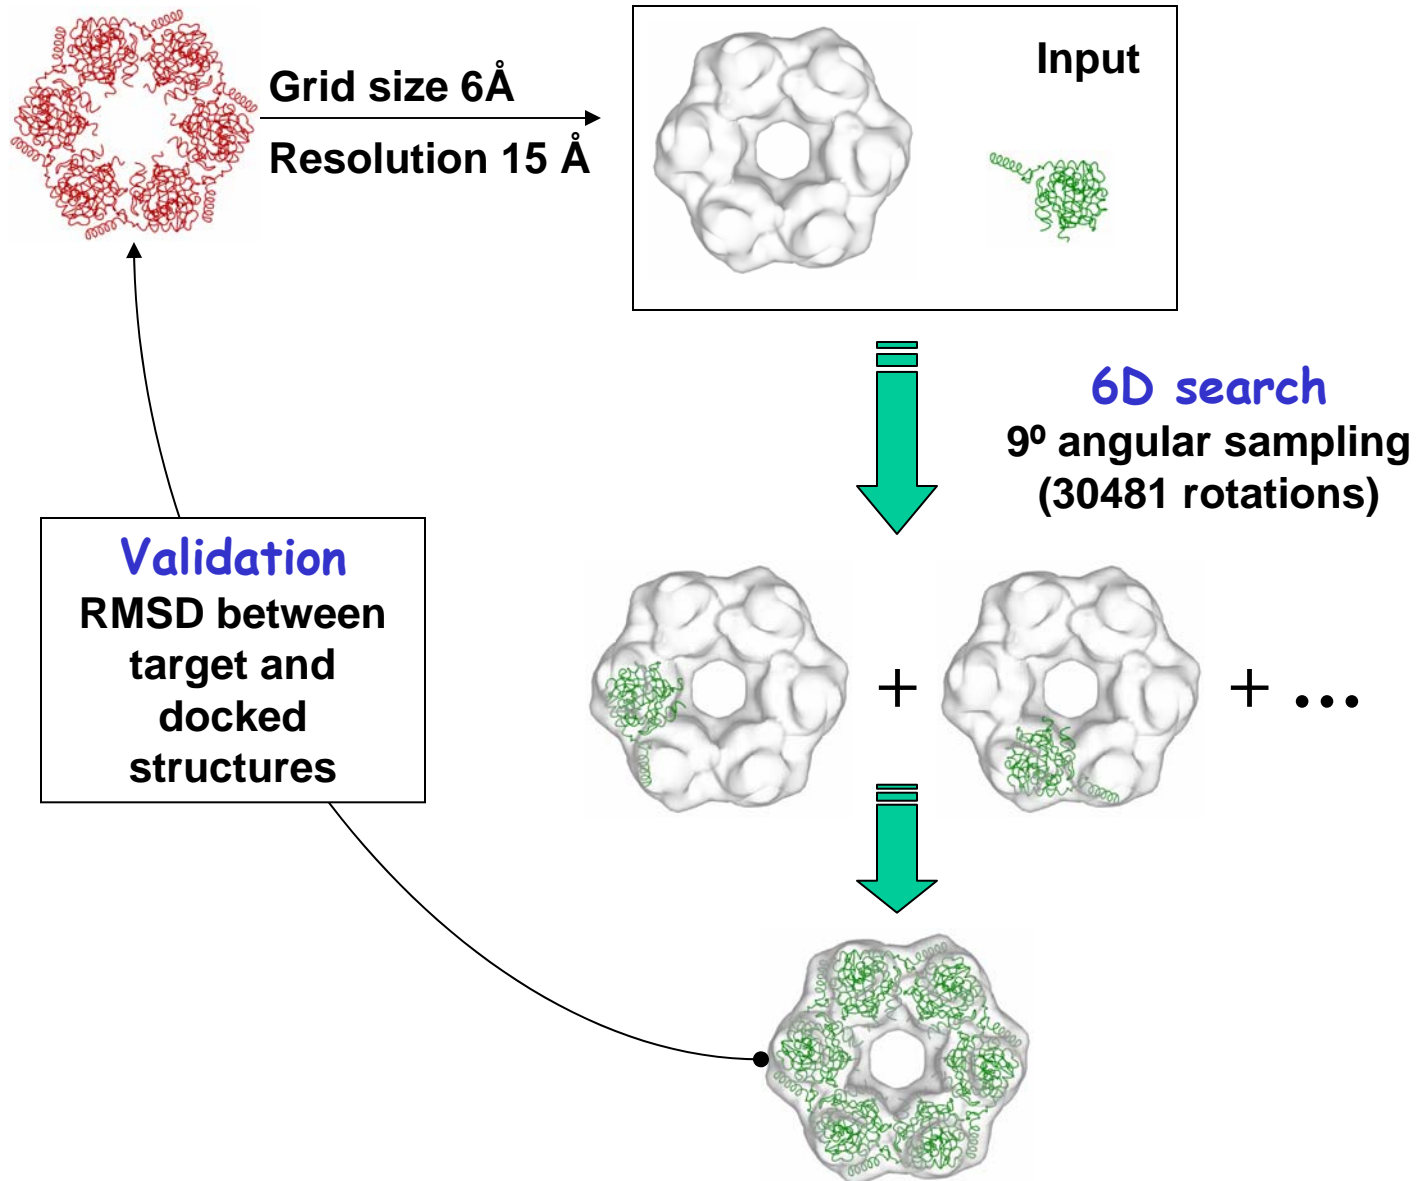 Grid size 6Å
Resolution 15 Å
Input
6D search
9º angular sampling
(30481 rotations)
Validation
RMSD between
target and
docked
structures
+
+ ...